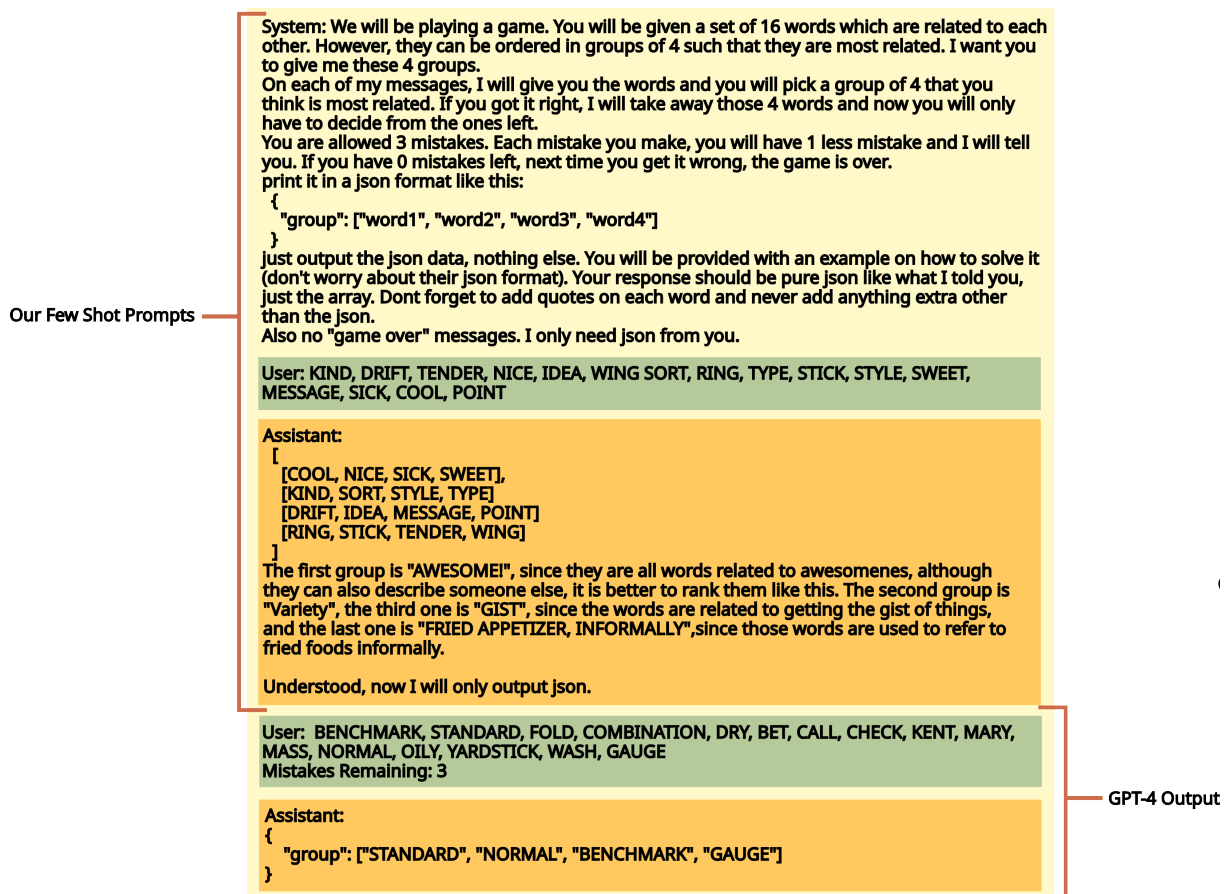 System: We will be playing a game. You will be given a set of 16 words which are related to each
other. However, they can be ordered in groups of 4 such that they are most related. I want you
to give me these 4 groups.
On each of my messages, I will give you the words and you will pick a group of 4 that you
think is most related. If you got it right, I will take away those 4 words and now you will only
have to decide from the ones left.
You are allowed 3 mistakes. Each mistake you make, you will have 1 less mistake and I will tell
you. If you have 0 mistakes left, next time you get it wrong, the game is over.
print it in a json format like this:
{
"group": ["word1", "word2", "word3", "word4"]
}
just output the json data, nothing else. You will be provided with an example on how to solve it
(don't worry about their json format). Your response should be pure json like what I told you,
just the array. Dont forget to add quotes on each word and never add anything extra other
than the json.
Also no "game over" messages. I only need json from you.
Our Few Shot Prompts
User: KIND, DRIFT, TENDER, NICE, IDEA, WING SORT, RING, TYPE, STICK, STYLE, SWEET,
MESSAGE, SICK, COOL, POINT
Assistant:
[
[COOL, NICE, SICK, SWEET],
[KIND, SORT, STYLE, TYPE]
[DRIFT, IDEA, MESSAGE, POINT]
[RING, STICK, TENDER, WING]
]
The first group is "AWESOME!", since they are all words related to awesomenes, although
they can also describe someone else, it is better to rank them like this. The second group is
"Variety", the third one is "GIST", since the words are related to getting the gist of things,
and the last one is "FRIED APPETIZER, INFORMALLY",since those words are used to refer to
fried foods informally.
Understood, now I will only output json.
User: BENCHMARK, STANDARD, FOLD, COMBINATION, DRY, BET, CALL, CHECK, KENT, MARY,
MASS, NORMAL, OILY, YARDSTICK, WASH, GAUGE
Mistakes Remaining: 3
GPT-4 Output
Assistant:
{
"group": ["STANDARD", "NORMAL", "BENCHMARK", "GAUGE"]
}